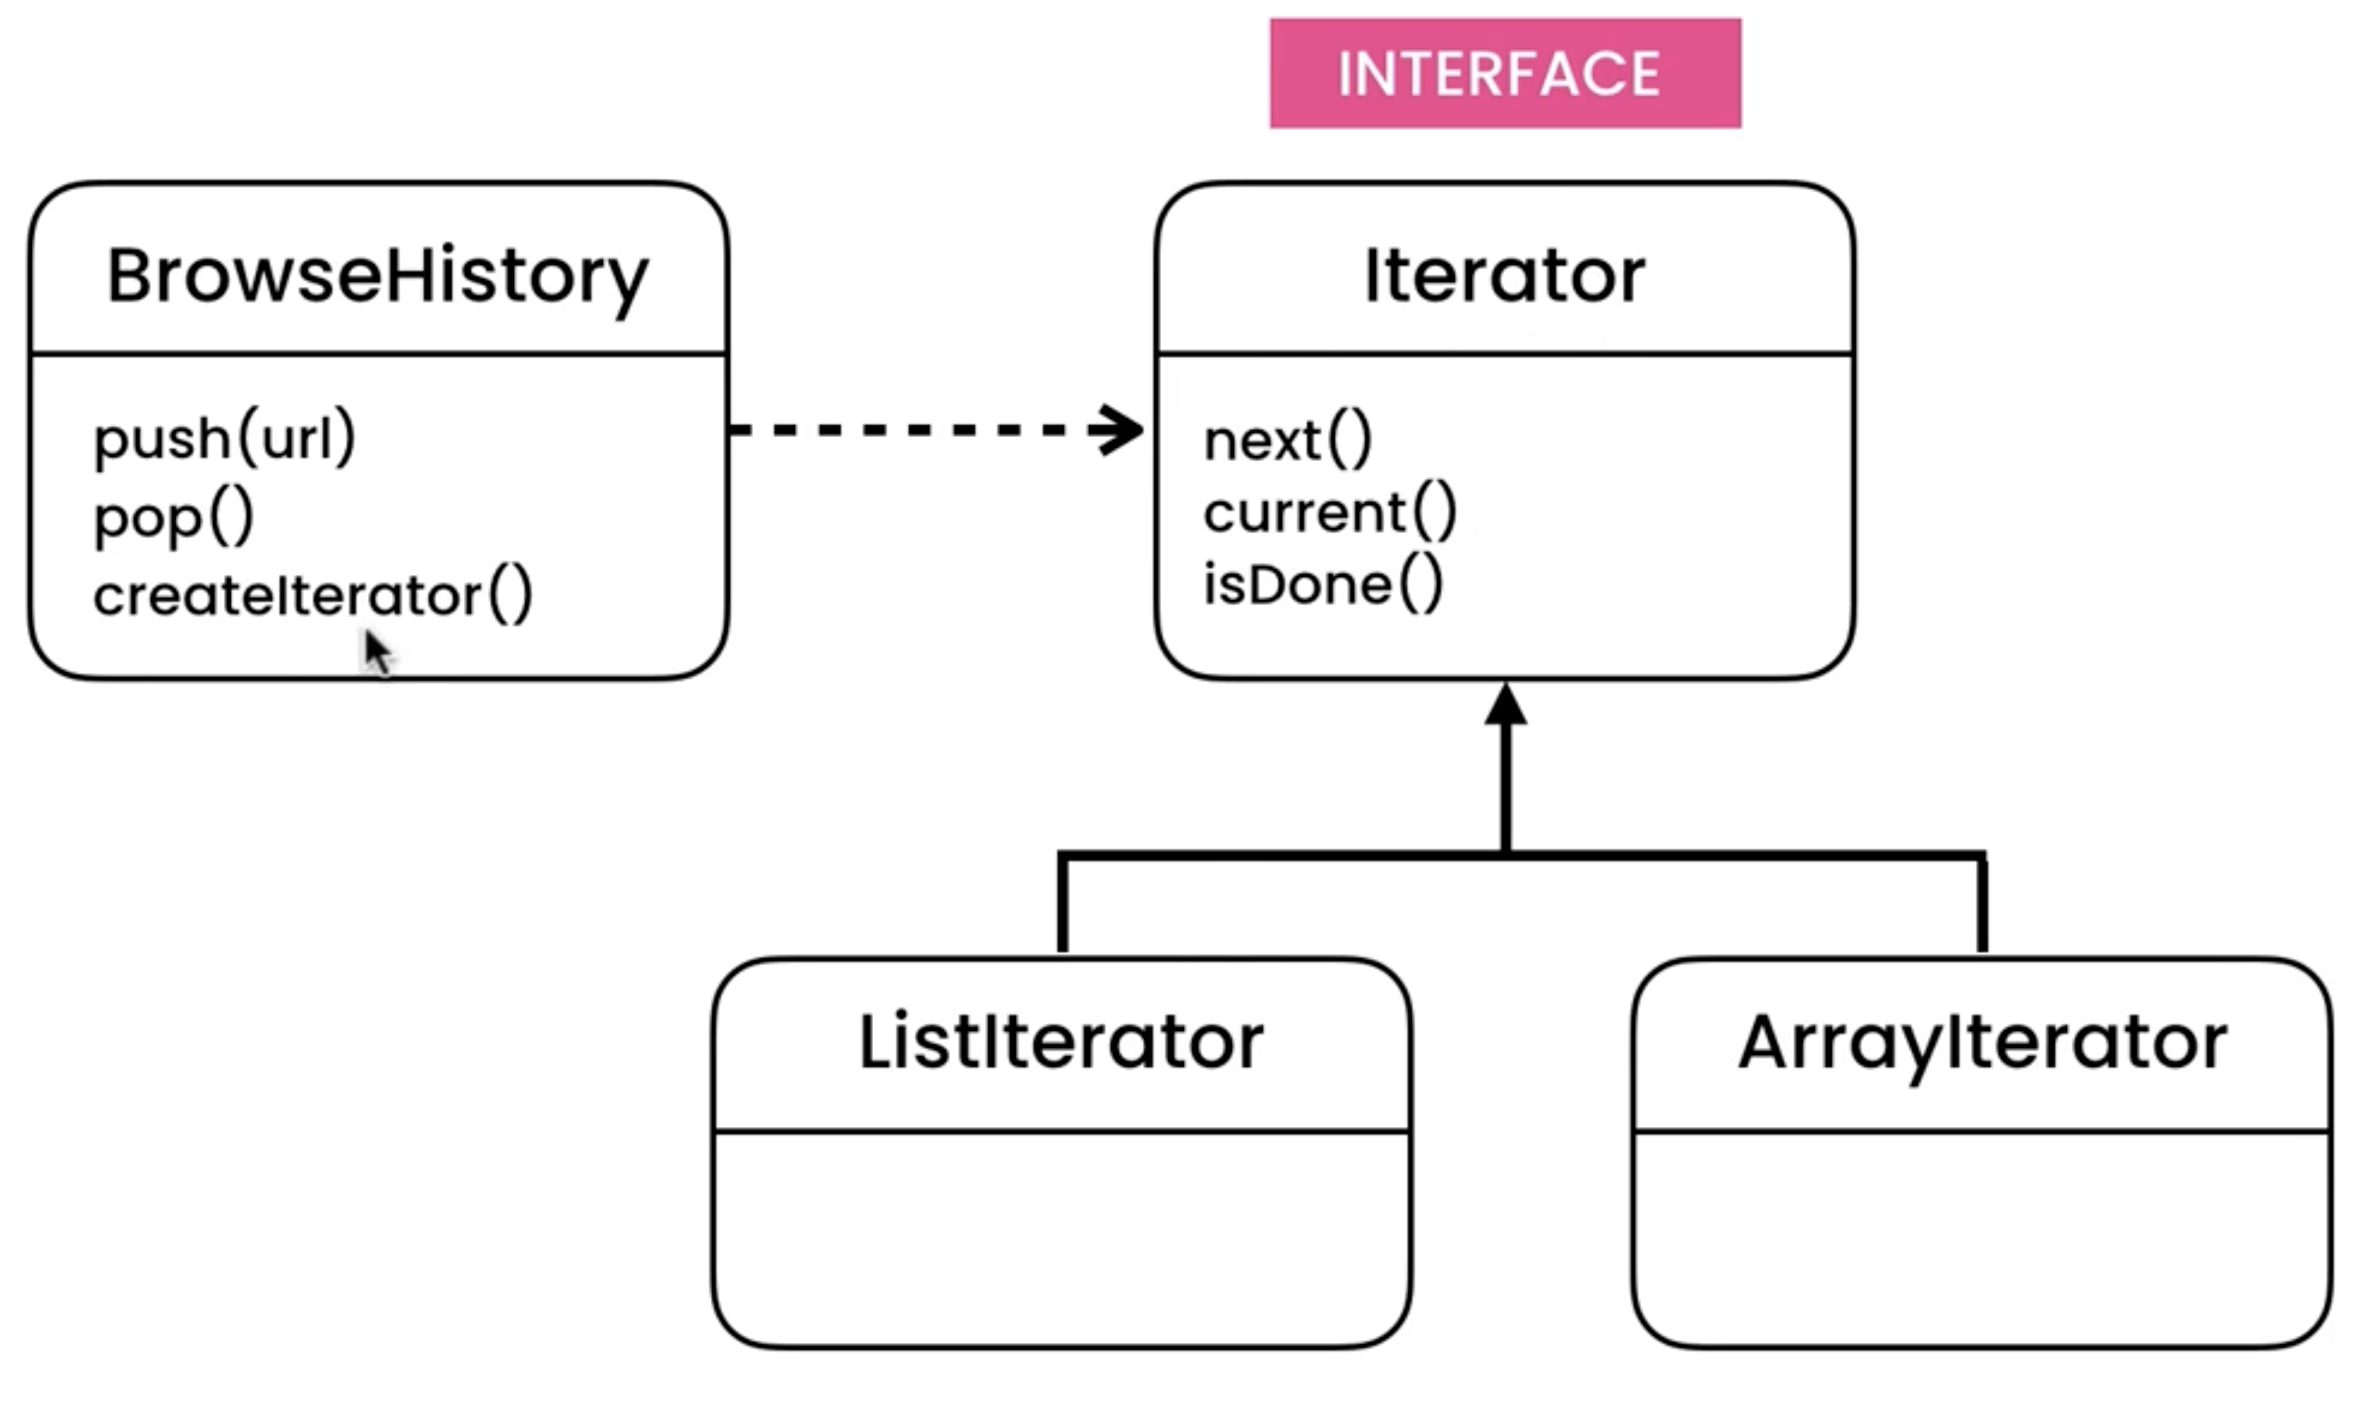 INTERFACE
BrowseHistory
push(url)
pop()
createIterator()
Iterator
next()
current()
isDone()
ListIterator
ArrayIterator